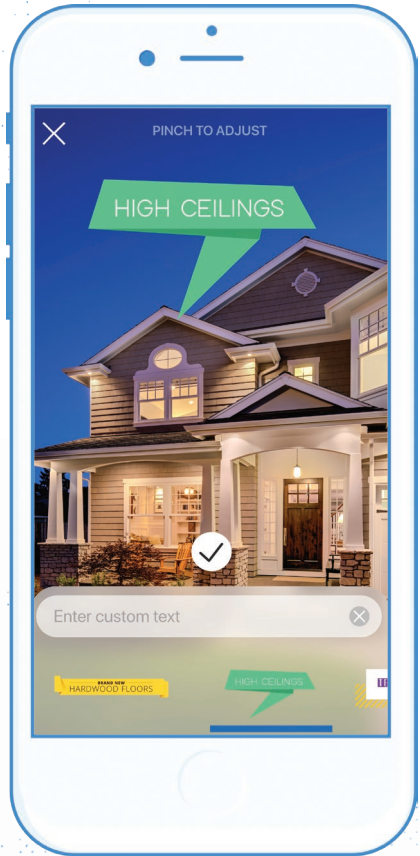 PINCH TO ADJUST
HIGH CEILINGS
Enter custom text
BRAND NEW
HARDWOOD FLOORS
HIGH CEILINGS